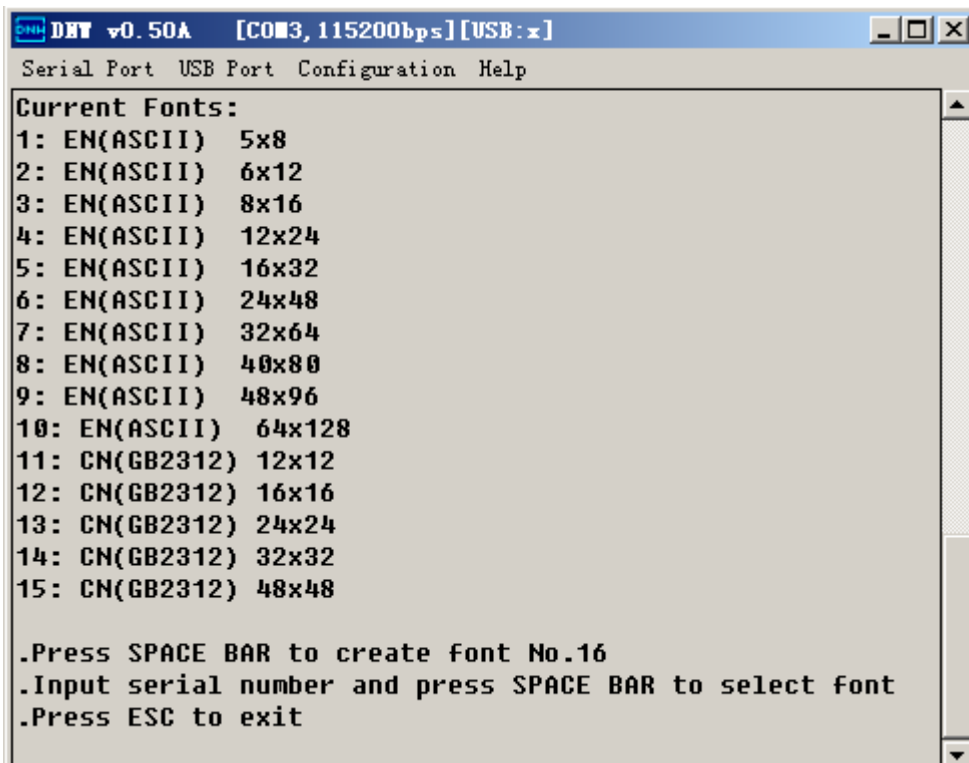 DNW DNW v0.50A [COM3,115200bps][USB:x]
Serial Port USB Port Configuration Help
Current Fonts:
1: EN(ASCII) 5x8
2: EN(ASCII) 6x12
3: EN(ASCII) 8x16
4: EN(ASCII) 12x24
5: EN(ASCII) 16x32
6: EN(ASCII) 24x48
7: EN(ASCII) 32x64
8: EN(ASCII) 40x80
9: EN(ASCII) 48x96
10: EN(ASCII) 64x128
11: CN(GB2312) 12x12
12: CN(GB2312) 16x16
13: CN(GB2312) 24x24
14: CN(GB2312) 32x32
15: CN(GB2312) 48x48
.Press SPACE BAR to create font No.16
.Input serial number and press SPACE BAR to select font
.Press ESC to exit